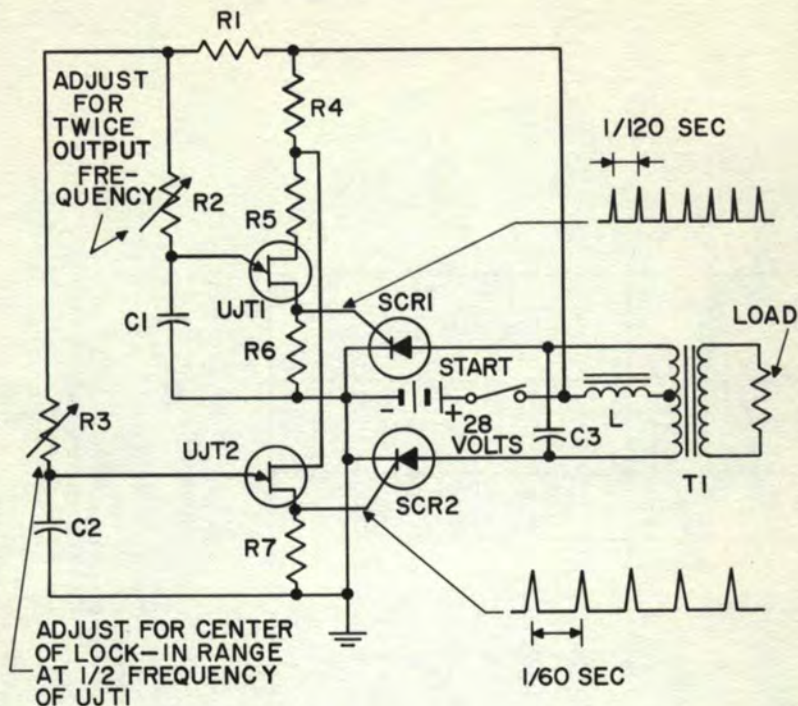 R1
ADJUST
FOR
TWICE
OUTPUT
FRE-
QUENCY
R4
1/120 SEC
R2
R5
UJT1
SCR1
C1
R6
LOAD
START
-
+
28
VOLTS
C3
L
R3
UJT2
SCR2
T1
C2
R7
ADJUST FOR CENTER
OF LOCK-IN RANGE
AT 1/2 FREQUENCY
OF UJT1
1/60 SEC